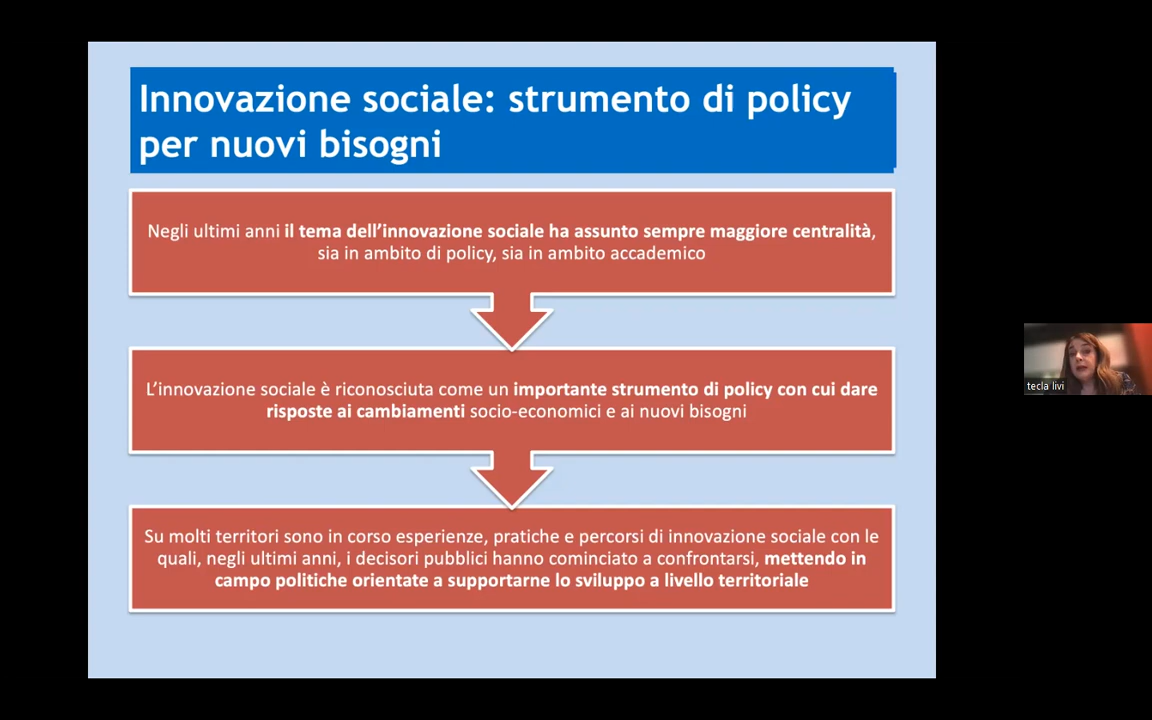 Innovazione sociale: strumento di policy
per nuovi bisogni
Negli ultimi anni il tema dell’innovazione sociale ha assunto sempre maggiore centralità,
sia in ambito di policy, sia in ambito accademico
L’innovazione sociale è riconosciuta come un importante strumento di policy con cui dare
risposte ai cambiamenti socio-economici e ai nuovi bisogni
Su molti territori sono in corso esperienze, pratiche e percorsi di innovazione sociale con le
quali, negli ultimi anni, i decisori pubblici hanno cominciato a confrontarsi, mettendo in
campo politiche orientate a supportarne lo sviluppo a livello territoriale
tecla livi